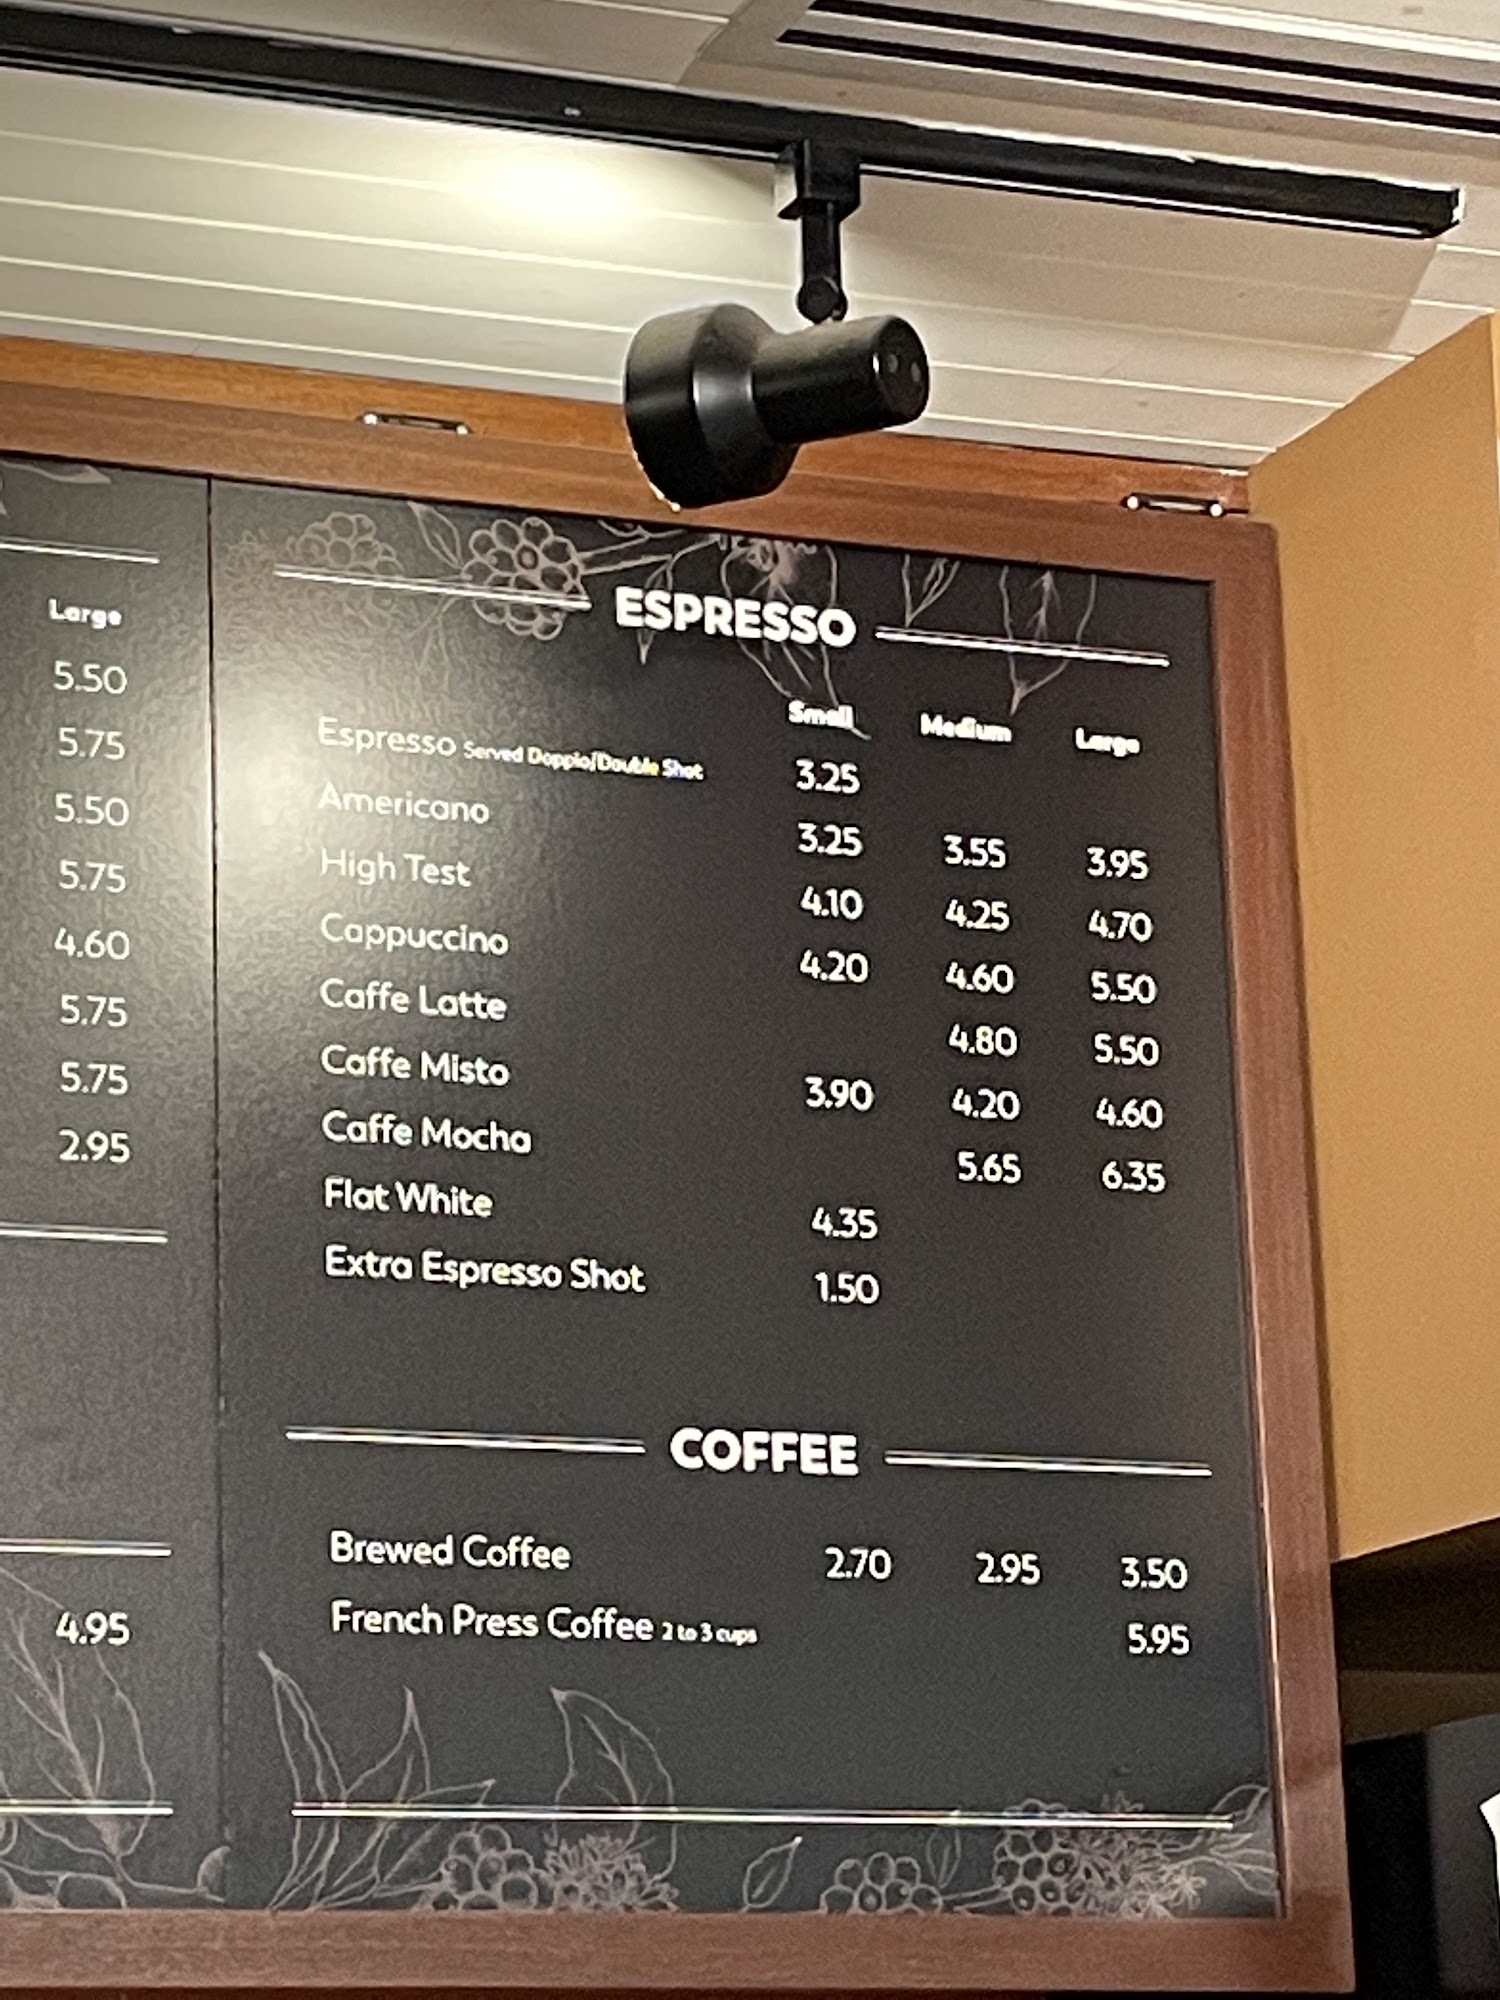 Large
5.50
5.75
5.50
5.75
4.60
5.75
5.75
2.95
4.95
ESPRESSO
Small Medium Large
Espresso Served Doppio/Double Shot 3.25
Americano 3.25 3.55 3.95
High Test 4.10 4.25 4.70
Cappuccino 4.20 4.60 5.50
Caffe Latte 4.80 5.50
Caffe Misto 3.90 4.20 4.60
Caffe Mocha 5.65 6.35
Flat White 4.35
Extra Espresso Shot 1.50
COFFEE
Brewed Coffee 2.70 2.95 3.50
French Press Coffee 2 to 3 cups 5.95